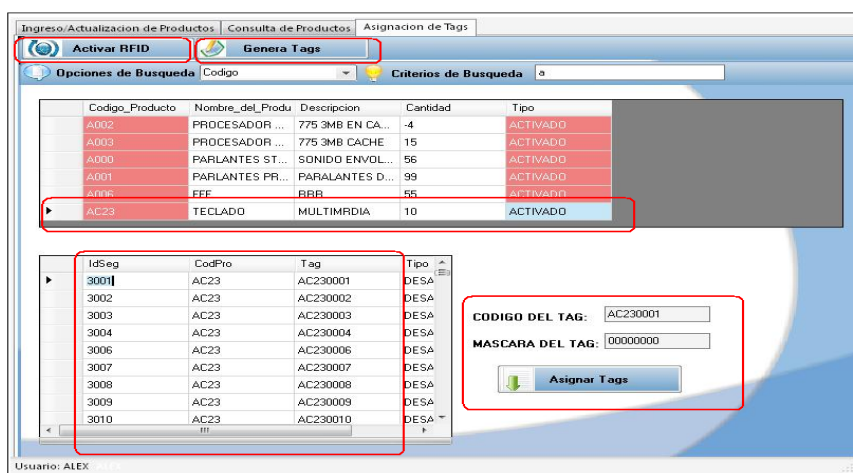 Ingreso/Actualizacion de Productos Consulta de Productos Asignacion de Tags
Activar RFID Genera Tags
Opciones de Busqueda Codigo Criterios de Busqueda a
Codigo_Producto Nombre_del_Produ Descripcion Cantidad Tipo
A002 PROCESADOR ... 775 3MB EN CA... -4 ACTIVADO
A003 PROCESADOR ... 775 3MB CACHE 15 ACTIVADO
A000 PARLANTES ST... SONIDO ENVOL... 56 ACTIVADO
A001 PARLANTES PR... PARALANTES D... 99 ACTIVADO
A006 FFF RRR 55 ACTIVADO
AC23 TECLADO MULTIMRDIA 10 ACTIVADO
IdSeg CodPro Tag Tipo
3001 AC23 AC230001 DESA
3002 AC23 AC230002 DESA
3003 AC23 AC230003 DESA
3004 AC23 AC230004 DESA
3006 AC23 AC230006 DESA
3007 AC23 AC230007 DESA
3008 AC23 AC230008 DESA
3009 AC23 AC230009 DESA
3010 AC23 AC230010 DESA
CODIGO DEL TAG: AC230001
MASCARA DEL TAG: 00000000
Asignar Tags
Usuario: ALEX